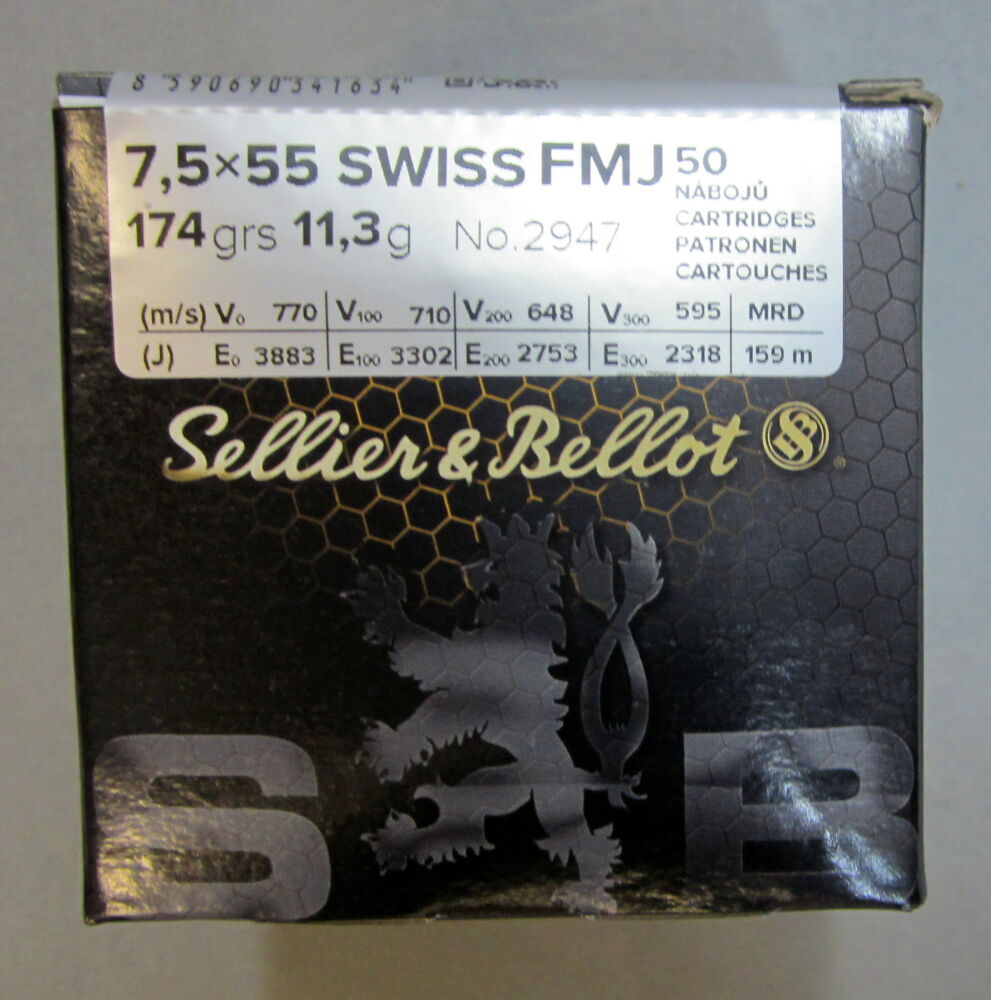 8 590690 341634
7,5×55 SWISS FMJ 50
NÁBOJŮ
CARTRIDGES
PATRONEN
CARTOUCHES
174 grs 11,3 g No.2947
(m/s) V₀ 770 V₁₀₀ 710 V₂₀₀ 648 V₃₀₀ 595 MRD
(J) E₀ 3883 E₁₀₀ 3302 E₂₀₀ 2753 E₃₀₀ 2318 159 m
Sellier & Bellot SB ®
S B